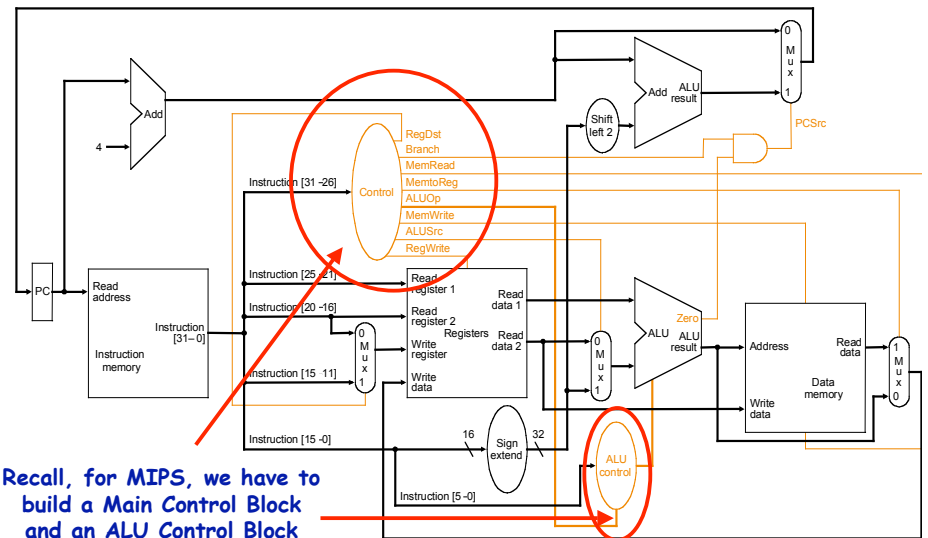 0
M
u
x
1
Add
ALU
result
Add
Shift
left 2
PCSrc
4
RegDst
Branch
MemRead
MemtoReg
ALUOp
MemWrite
ALUSrc
RegWrite
Control
Instruction [31-26]
Instruction [25-21]
Instruction [20-16]
Instruction [15-11]
Instruction [15-0]
Instruction [5-0]
PC
Read
address
Instruction
[31-0]
Instruction
memory
0
M
u
x
1
Read
register 1
Read
register 2
Write
register
Write
data
Registers
Read
data 1
Read
data 2
0
M
u
x
1
Zero
ALU
ALU
result
Address
Write
data
Read
data
Data
memory
1
M
u
x
0
16
Sign
extend
32
ALU
control
Recall, for MIPS, we have to
build a Main Control Block
and an ALU Control Block